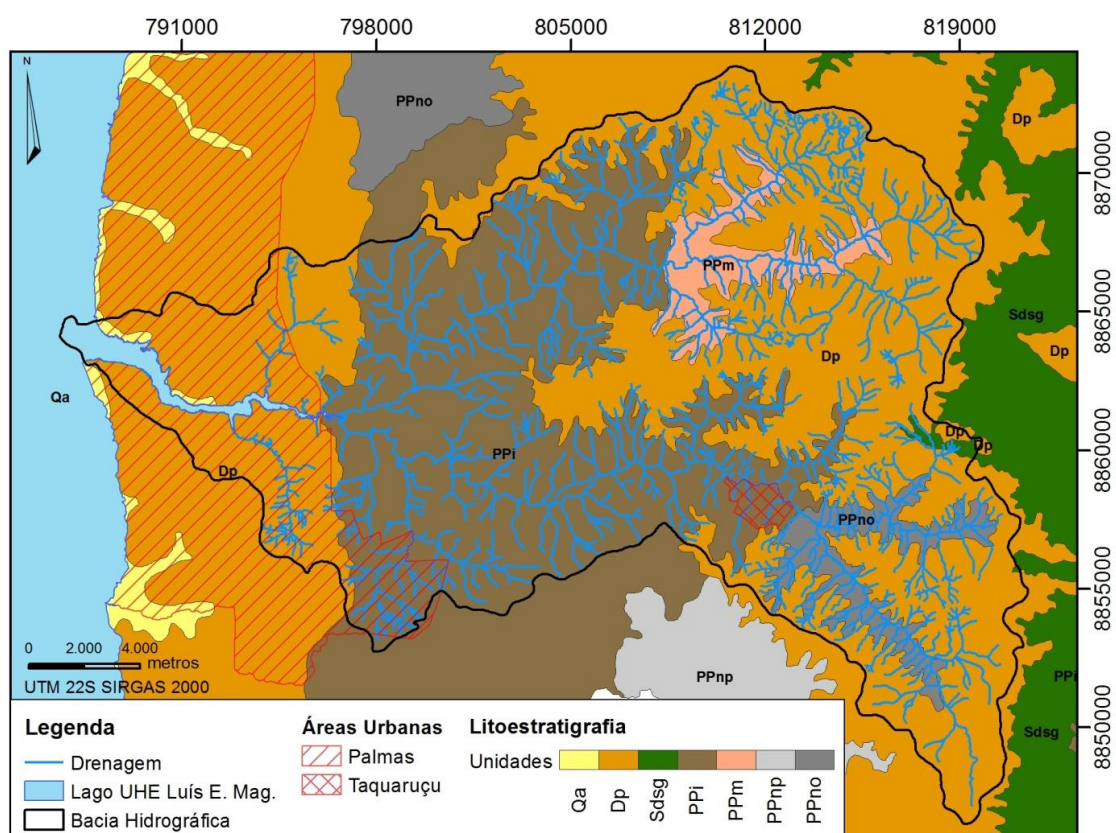 791000 798000 805000 812000 819000
N
PPno
Dp
8870000
PPm
Sdsg
8865000
Dp
Dp
Qa
Dp
Dp
8860000
PPi
Dp
PPno
8855000
0 2.000 4.000
metros
PPnp
PPi
UTM 22S SIRGAS 2000
Sdsg
8850000
Legenda
Drenagem
Lago UHE Luís E. Mag.
Bacia Hidrográfica
Áreas Urbanas
Palmas
Taquaruçu
Litoestratigrafia
Unidades
Qa
Dp
Sdsg
PPi
PPm
PPnp
PPno